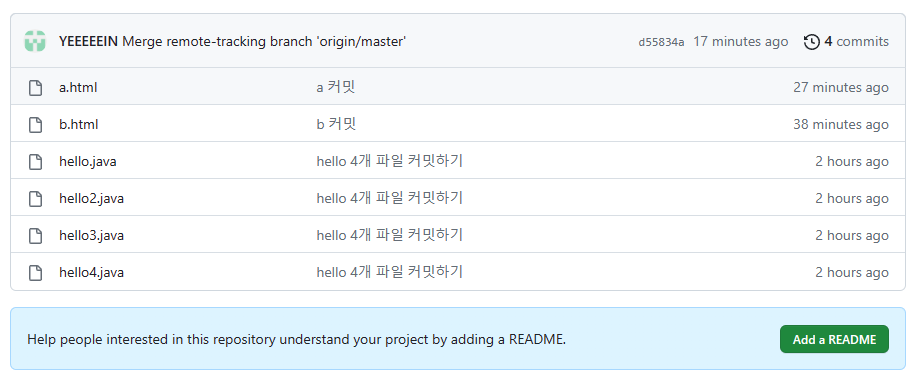 YEEEEEIN Merge remote-tracking branch 'origin/master' d55834a 17 minutes ago 4 commits
a.html a 커밋 27 minutes ago
b.html b 커밋 38 minutes ago
hello.java hello 4개 파일 커밋하기 2 hours ago
hello2.java hello 4개 파일 커밋하기 2 hours ago
hello3.java hello 4개 파일 커밋하기 2 hours ago
hello4.java hello 4개 파일 커밋하기 2 hours ago
Help people interested in this repository understand your project by adding a README. Add a README